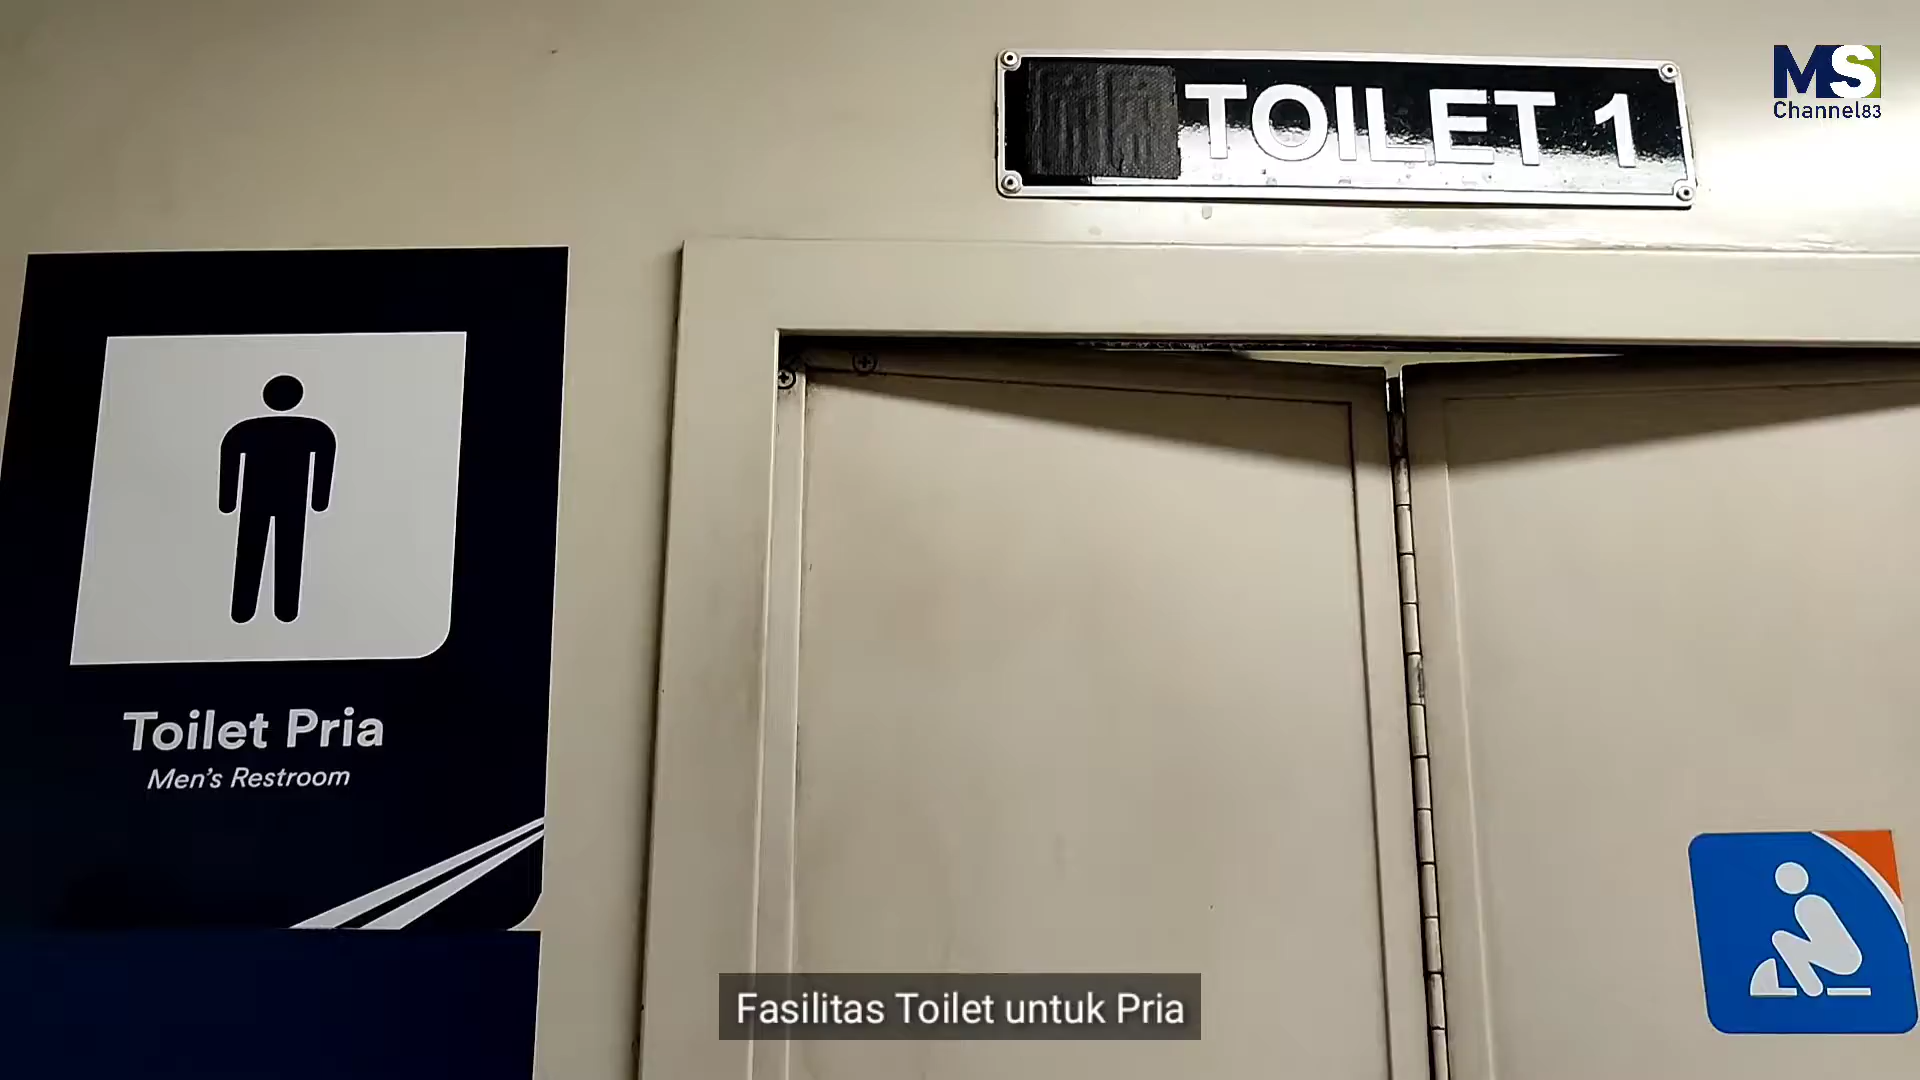 TOILET 1
MS
Channel83
Toilet Pria
Men's Restroom
Fasilitas Toilet untuk Pria